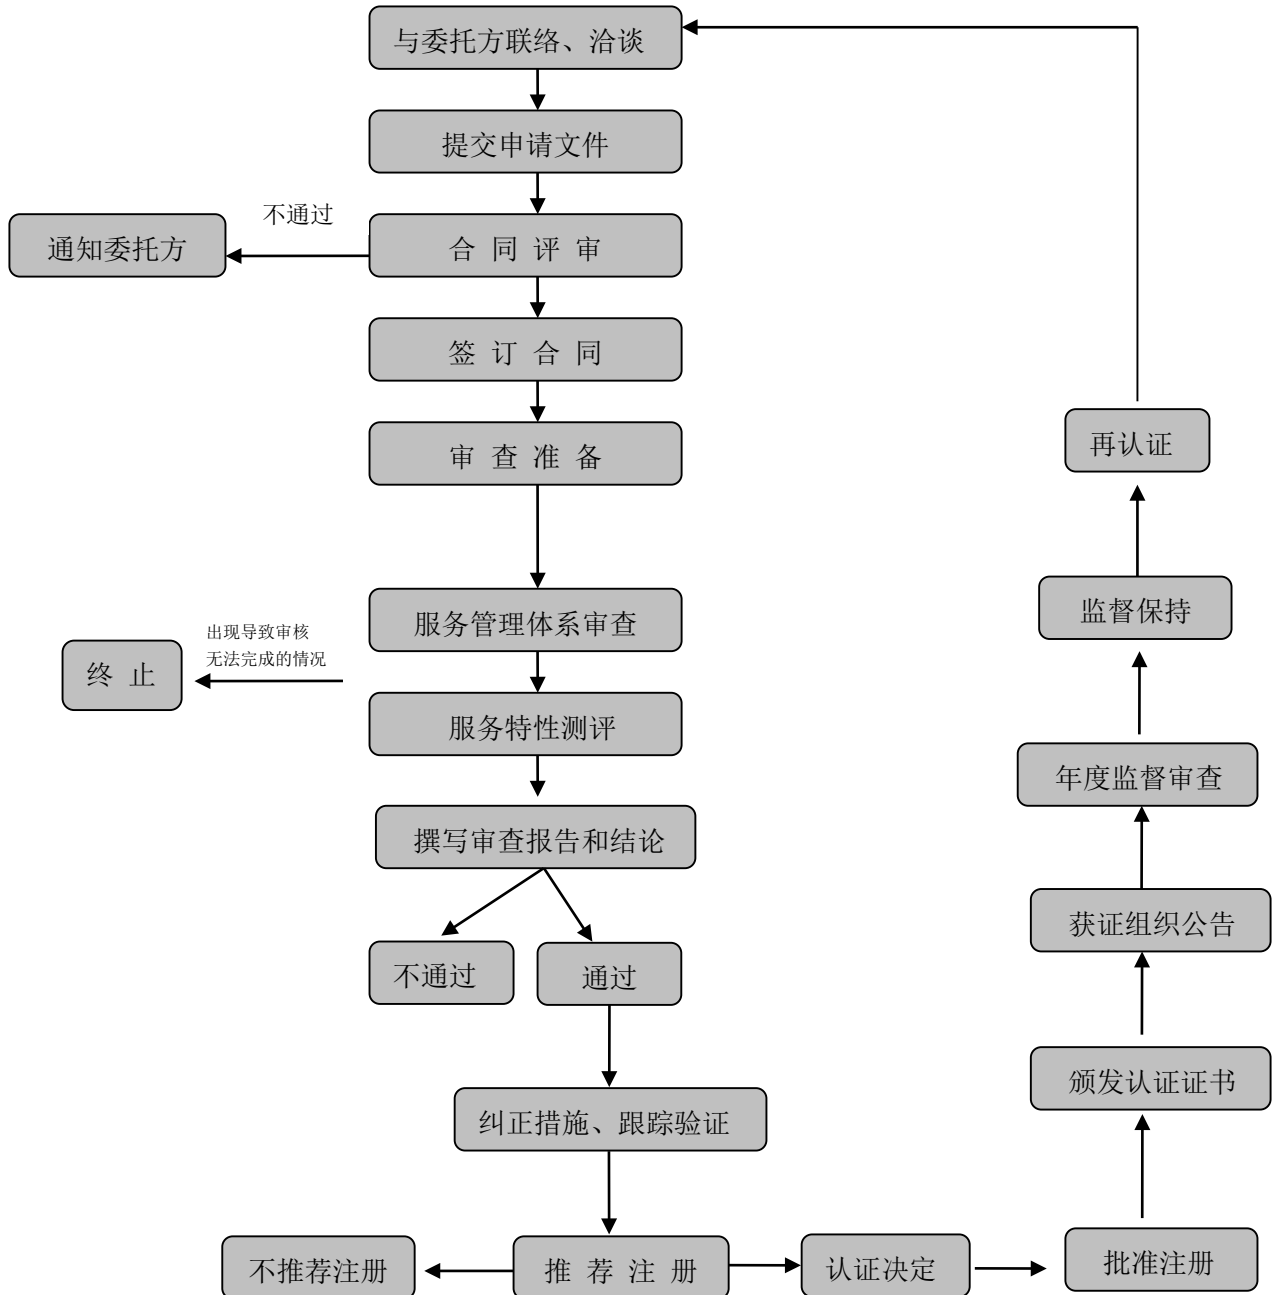 与委托方联络、洽谈
提交申请文件
不通过
通知委托方
合 同 评 审
签 订 合 同
审 查 准 备
再认证
监督保持
服务管理体系审查
出现导致审核
无法完成的情况
终 止
服务特性测评
年度监督审查
撰写审查报告和结论
获证组织公告
不通过
通过
颁发认证证书
纠正措施、跟踪验证
不推荐注册
推 荐 注 册
认证决定
批准注册